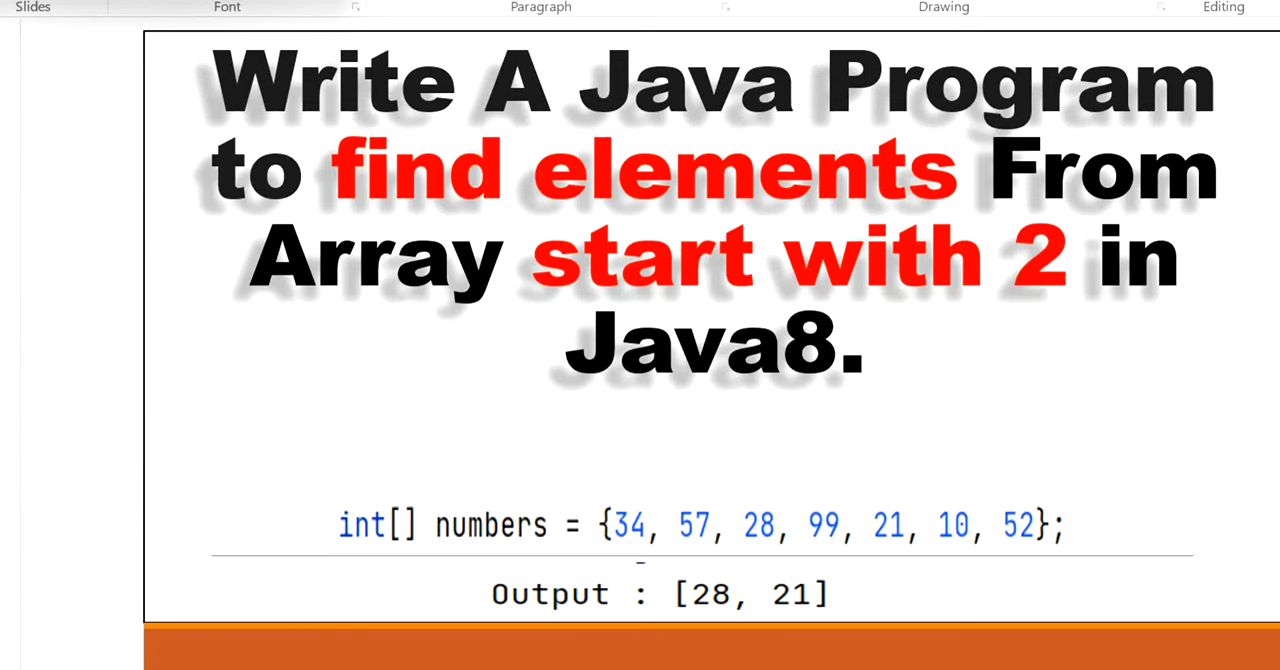 Slides Font Paragraph Drawing Editing
Write A Java Program
to find elements From
Array start with 2 in
Java8.
int[] numbers = {34, 57, 28, 99, 21, 10, 52};
Output : [28, 21]